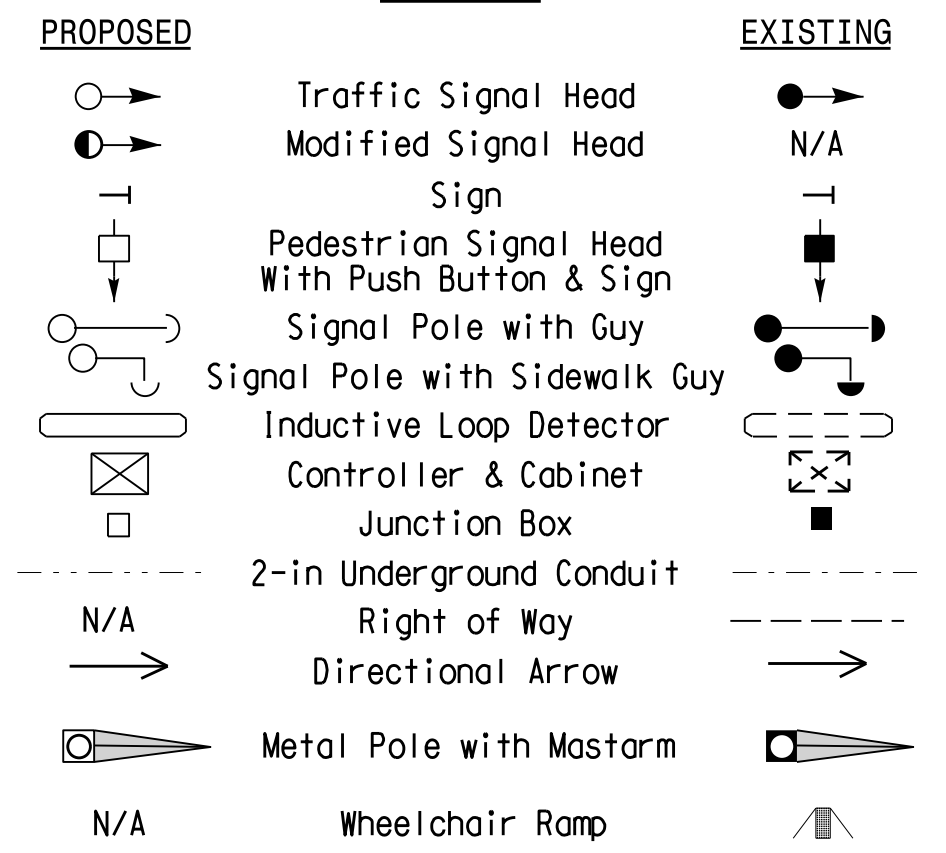 PROPOSED EXISTING
Traffic Signal Head
Modified Signal Head N/A
Sign
Pedestrian Signal Head
With Push Button & Sign
Signal Pole with Guy
Signal Pole with Sidewalk Guy
Inductive Loop Detector
Controller & Cabinet
Junction Box
2-in Underground Conduit
N/A Right of Way
Directional Arrow
Metal Pole with Mastarm
N/A Wheelchair Ramp